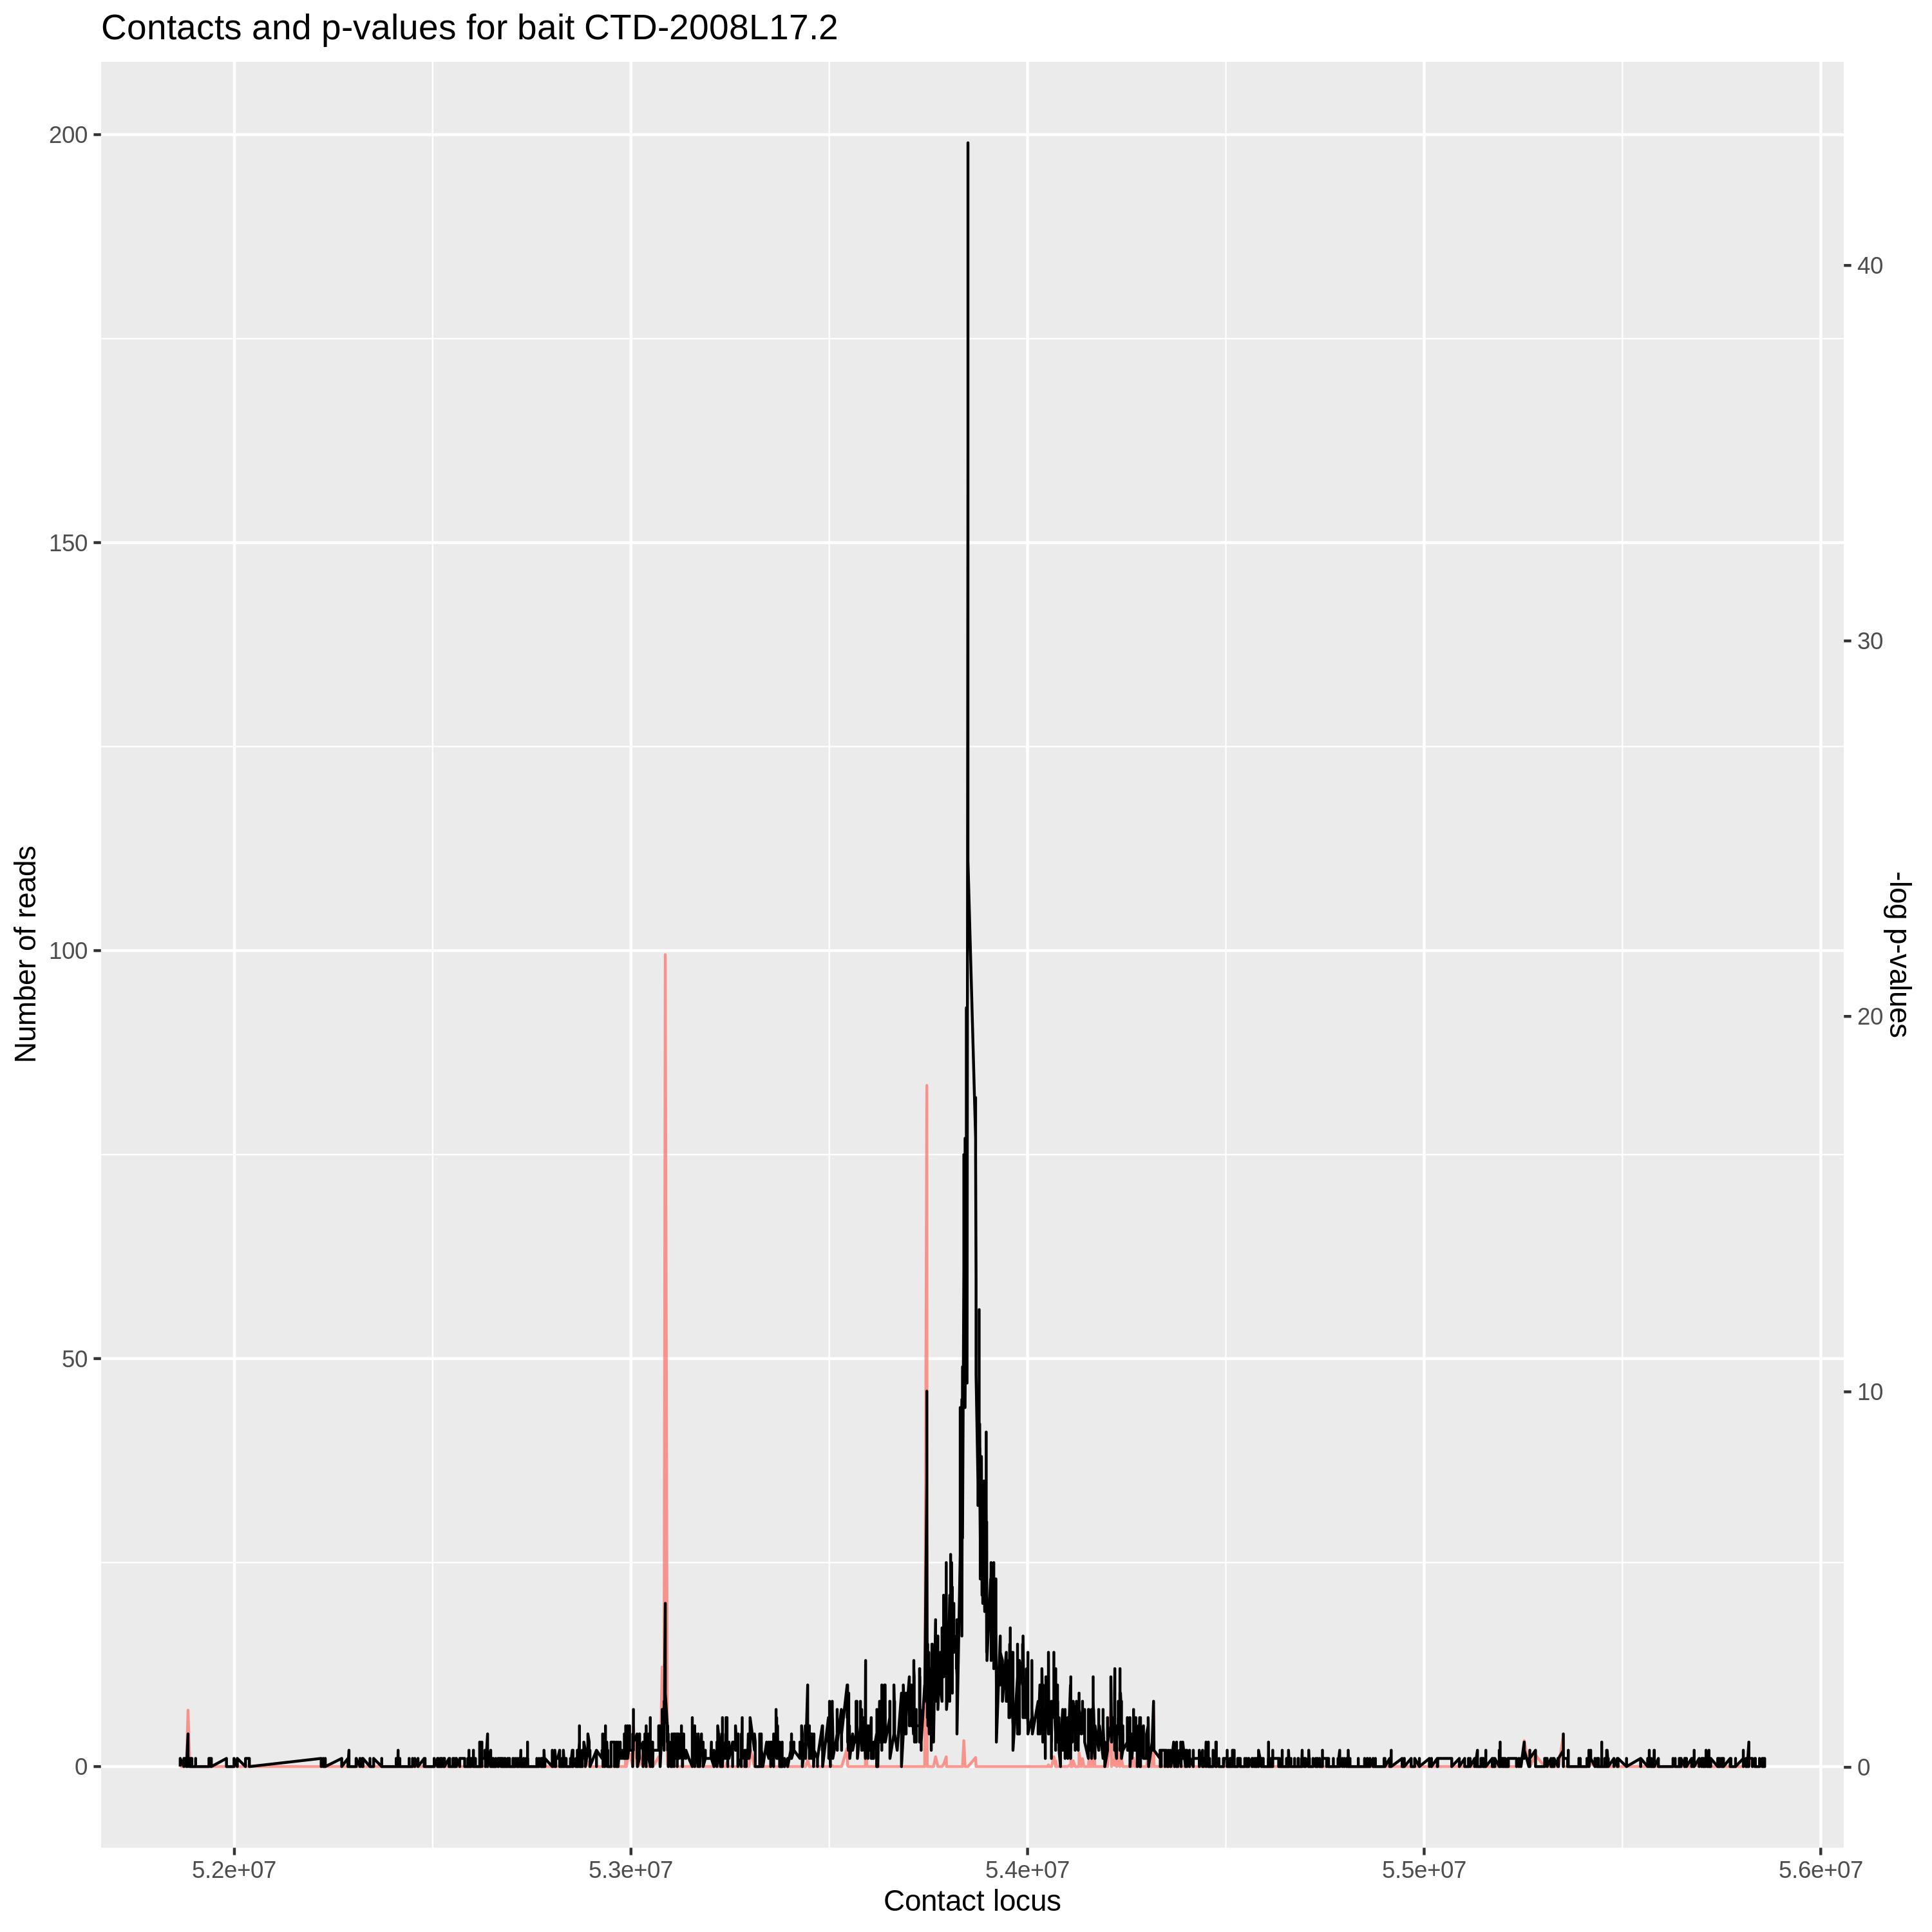 Contacts and p-values for bait CTD-2008L17.2
200
150
100
50
0
Number of reads
40
30
20
10
0
-log p-values
5.2e+07
5.3e+07
5.4e+07
5.5e+07
5.6e+07
Contact locus